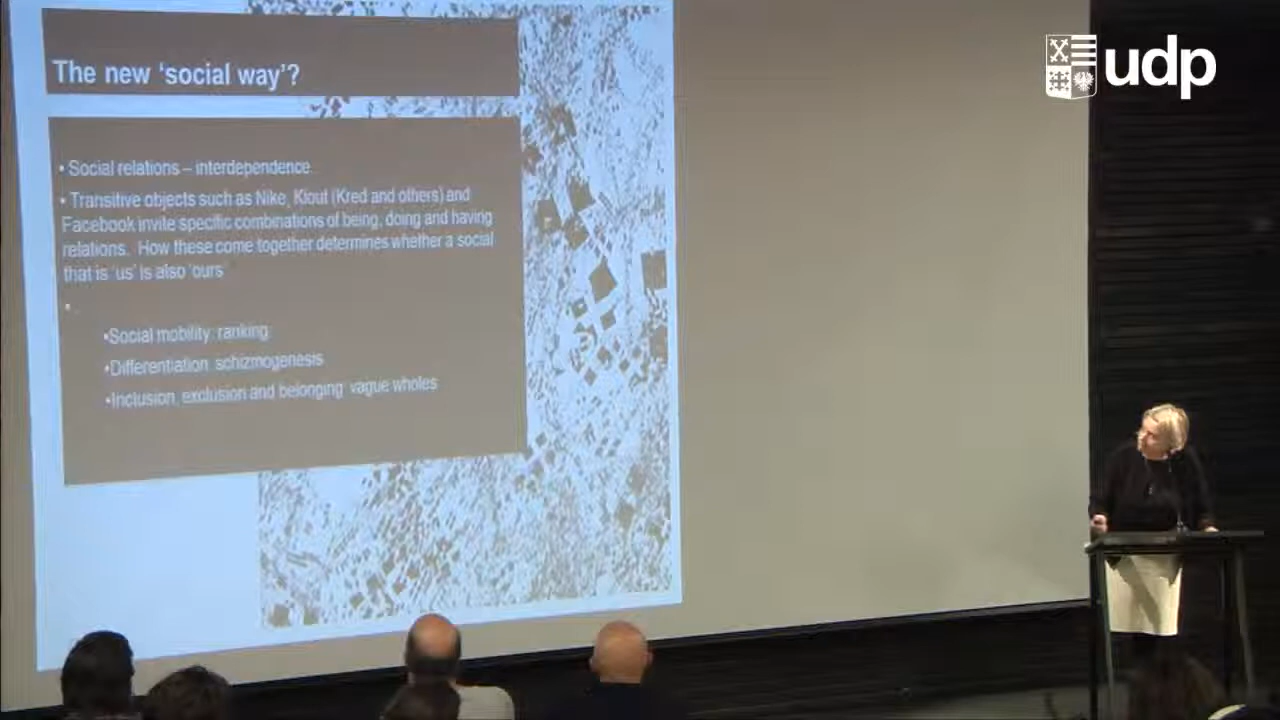 udp
The new ‘social way’?
• Social relations – interdependence.
• Transitive objects such as Nike, Klout (Kred and others) and
Facebook invite specific combinations of being, doing and having
relations. How these come together determines whether a social
that is ‘us’ is also ‘ours’
•
•Social mobility: ranking
•Differentiation: schizmogenesis
•Inclusion, exclusion and belonging: vague wholes